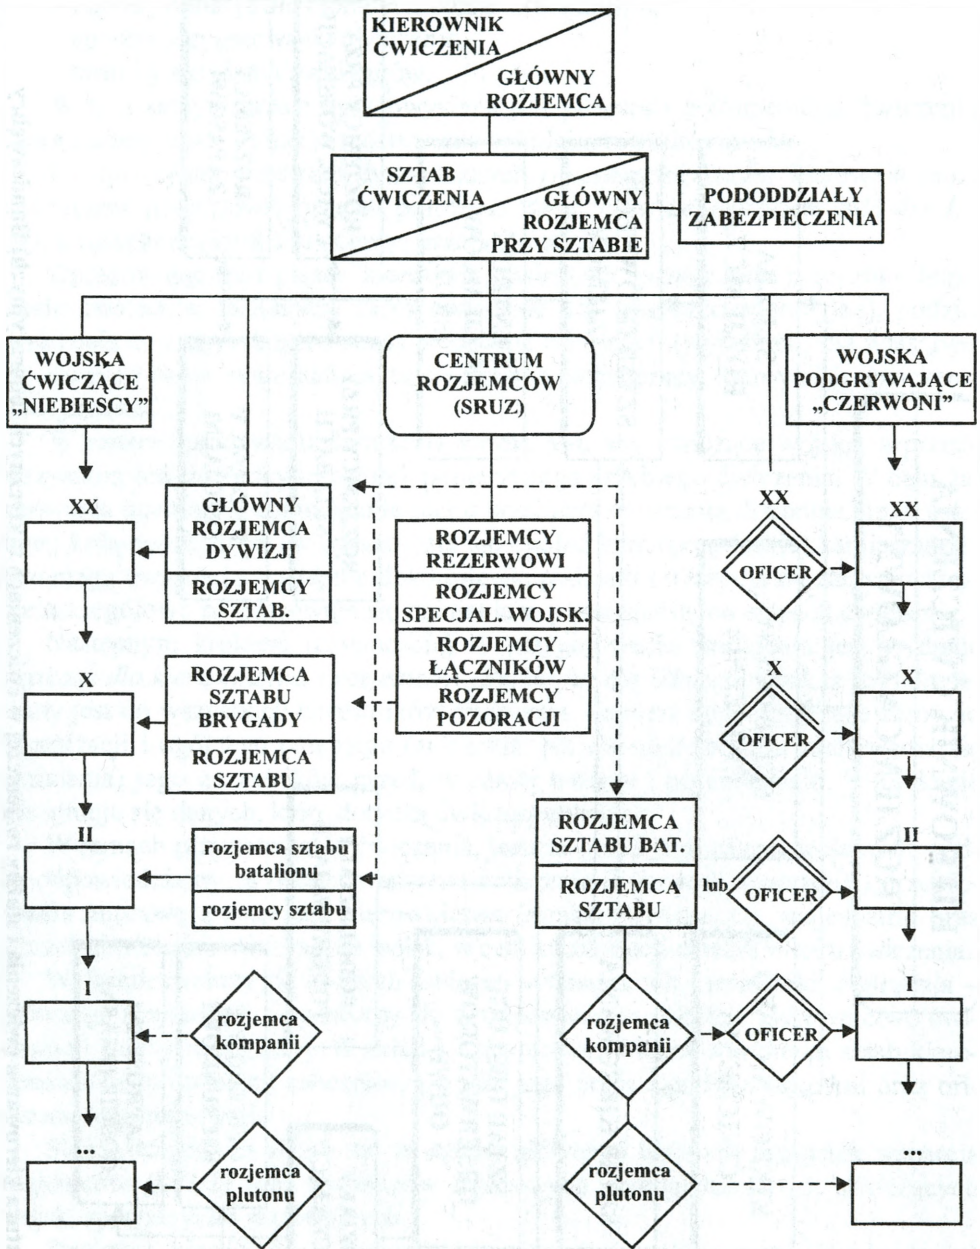 KIEROWNIK
ĆWICZENIA
GŁÓWNY
ROZJEMCA
SZTAB
ĆWICZENIA
GŁÓWNY
ROZJEMCA
PRZY SZTABIE
PODODDZIAŁY
ZABEZPIECZENIA
WOJSKA
ĆWICZĄCE
„NIEBIEŚCY”
CENTRUM
ROZJEMCÓW
(SRUZ)
WOJSKA
PODGRYWAJĄCE
„CZERWONI”
XX
GŁÓWNY
ROZJEMCA
DYWIZJI
ROZJEMCY
SZTAB.
ROZJEMCY
REZERWOWI
ROZJEMCY
SPECJAL. WOJSK.
ROZJEMCY
ŁĄCZNIKÓW
ROZJEMCY
POZORACJI
XX
OFICER
XX
X
ROZJEMCA
SZTABU
BRYGADY
ROZJEMCA
SZTABU
X
OFICER
X
II
rozjemca sztabu
batalionu
rozjemcy sztabu
ROZJEMCA
SZTABU BAT.
ROZJEMCA
SZTABU
lub
OFICER
II
I
rozjemca
kompanii
rozjemca
kompanii
OFICER
I
...
rozjemca
plutonu
rozjemca
plutonu
...